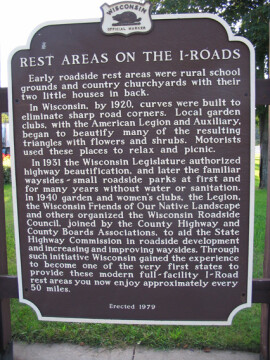 WISCONSIN
OFFICIAL MARKER
REST AREAS ON THE I-ROADS
Early roadside rest areas were rural school
grounds and country churchyards with their
two little houses in back.
In Wisconsin, by 1920, curves were built to
eliminate sharp road corners. Local garden
clubs, with the American Legion and Auxiliary,
began to beautify many of the resulting
triangles with flowers and shrubs. Motorists
used these places to relax and picnic.
In 1931 the Wisconsin Legislature authorized
highway beautification, and later the familiar
waysides - small roadside parks at first and
for many years without water or sanitation.
In 1940 garden and women's clubs, the Legion,
the Wisconsin Friends of Our Native Landscape
and others organized the Wisconsin Roadside
Council, joined by the County Highway and
County Boards Associations, to aid the State
Highway Commission in roadside development
and increasing and improving waysides. Through
such initiative Wisconsin gained the experience
to become one of the very first states to
provide these modern full-facility I-Road
rest areas you now enjoy approximately every
50 miles.
Erected 1979